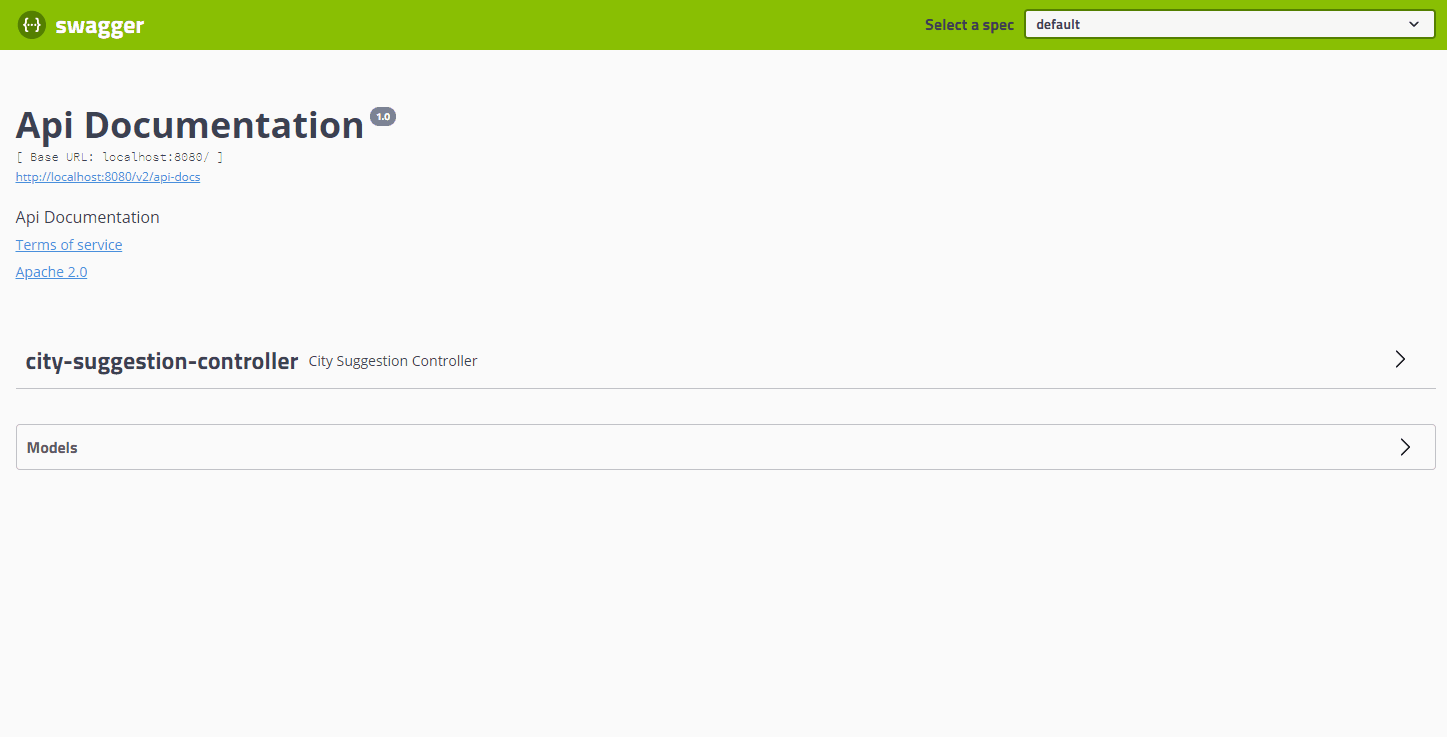 {···} swagger
Select a spec default
Api Documentation 1.0
[ Base URL: localhost:8080/ ]
http://localhost:8080/v2/api-docs
Api Documentation
Terms of service
Apache 2.0
city-suggestion-controller City Suggestion Controller
Models